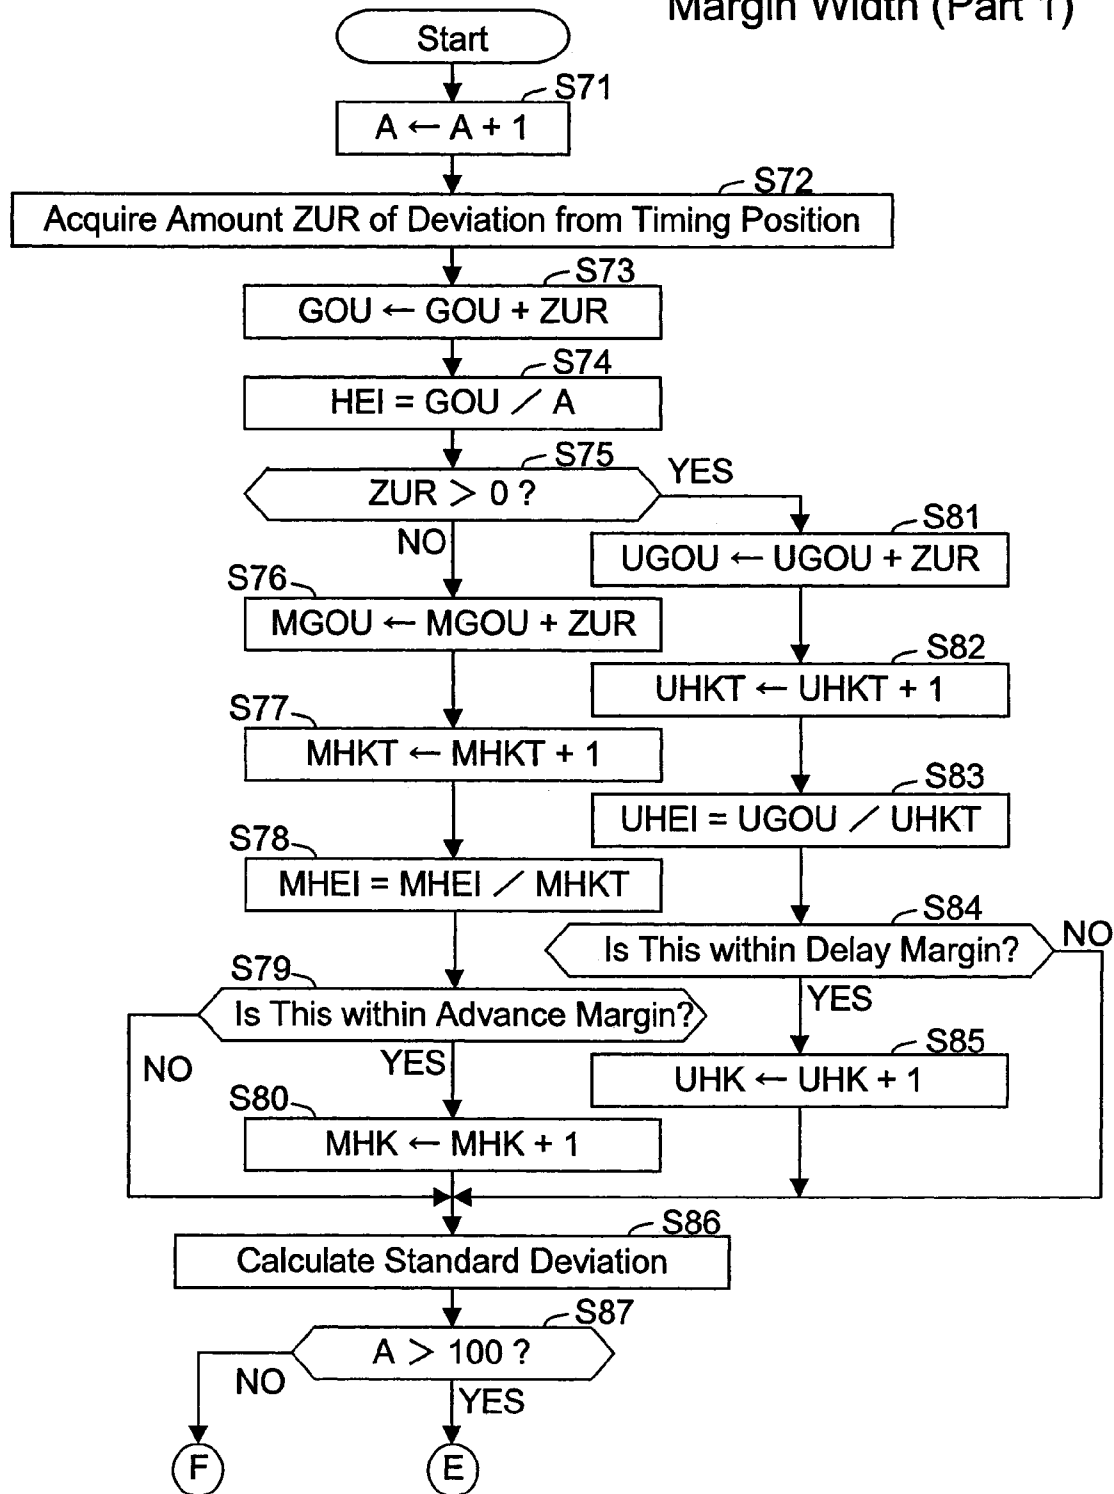 Margin Width (Part 1)
Start
S71
A ← A + 1
S72
Acquire Amount ZUR of Deviation from Timing Position
S73
GOU ← GOU + ZUR
S74
HEI = GOU / A
S75
ZUR > 0 ?
YES
NO
S81
UGOU ← UGOU + ZUR
S76
MGOU ← MGOU + ZUR
S82
UHKT ← UHKT + 1
S77
MHKT ← MHKT + 1
S83
UHEI = UGOU / UHKT
S78
MHEI = MHEI / MHKT
S84
Is This within Delay Margin?
NO
YES
S79
Is This within Advance Margin?
NO
YES
S85
UHK ← UHK + 1
S80
MHK ← MHK + 1
S86
Calculate Standard Deviation
S87
A > 100 ?
NO
YES
F
E